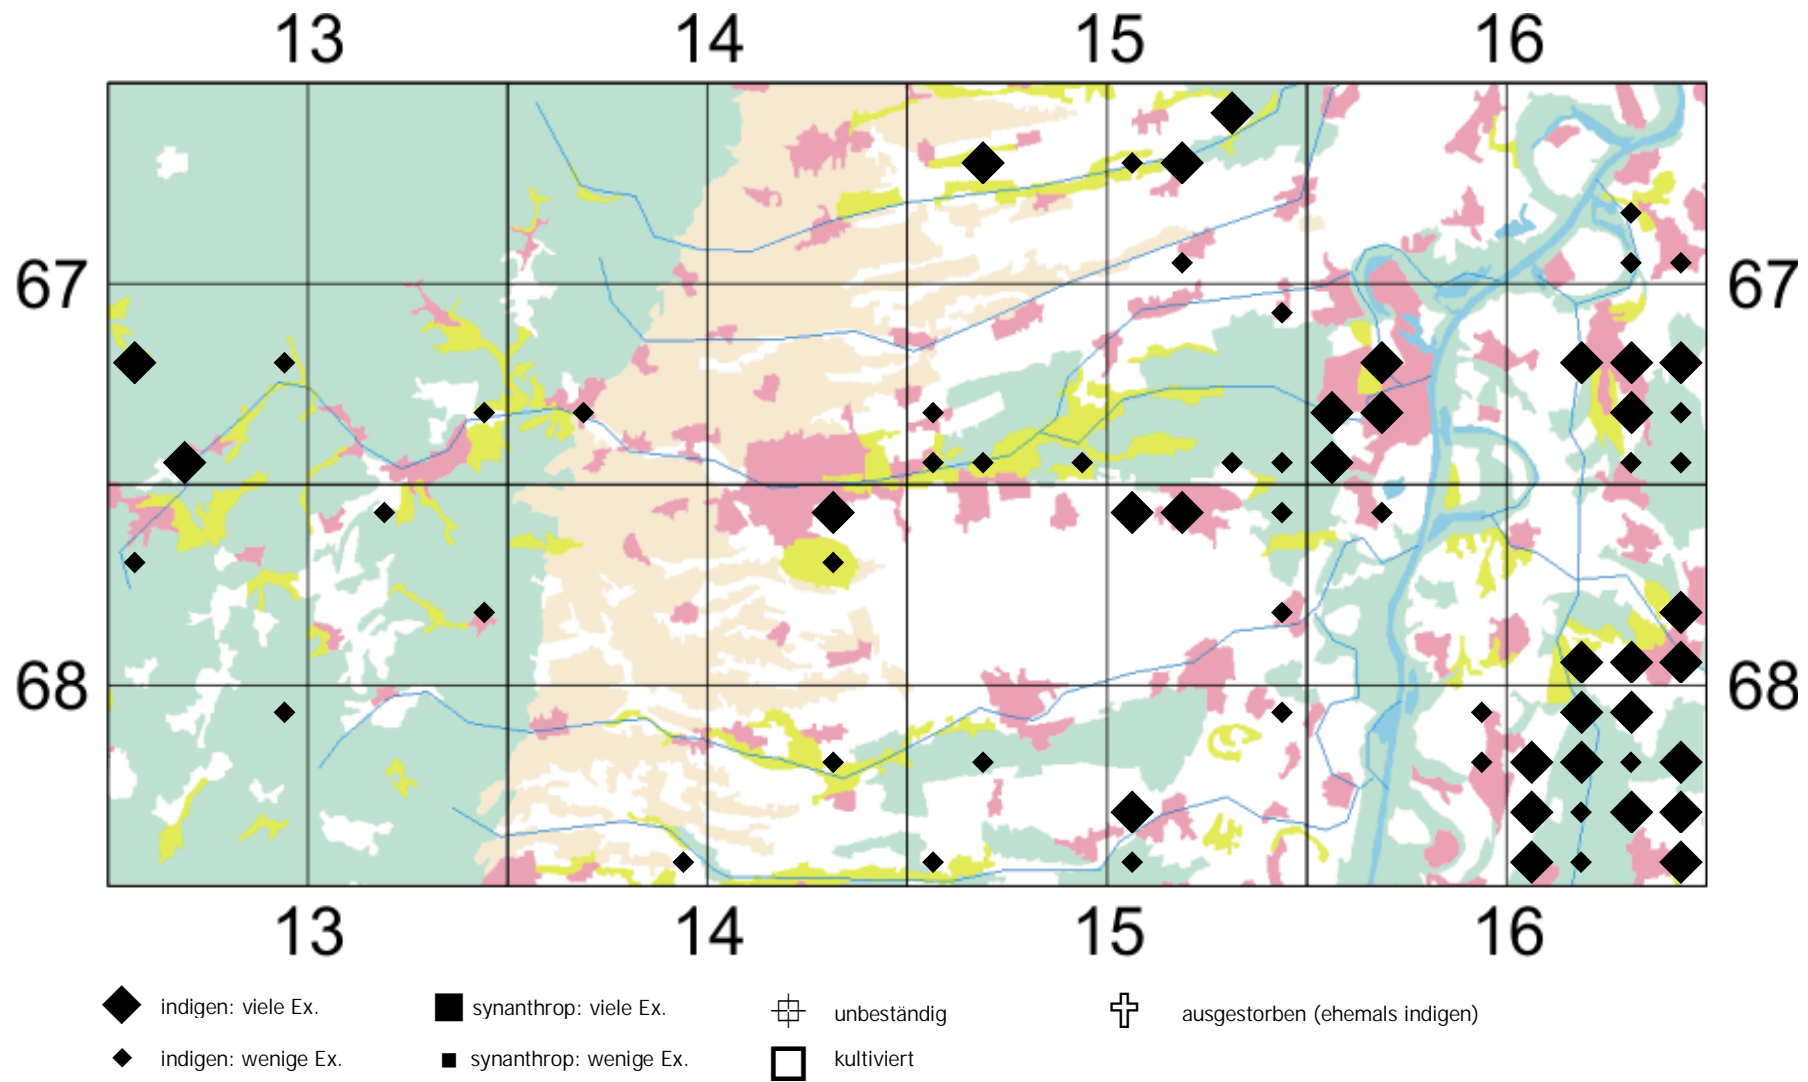 13 14 15 16
67 67
68 68
13 14 15 16
indigen: viele Ex. synanthrop: viele Ex. unbeständig ausgestorben (ehemals indigen)
indigen: wenige Ex. synanthrop: wenige Ex. kultiviert